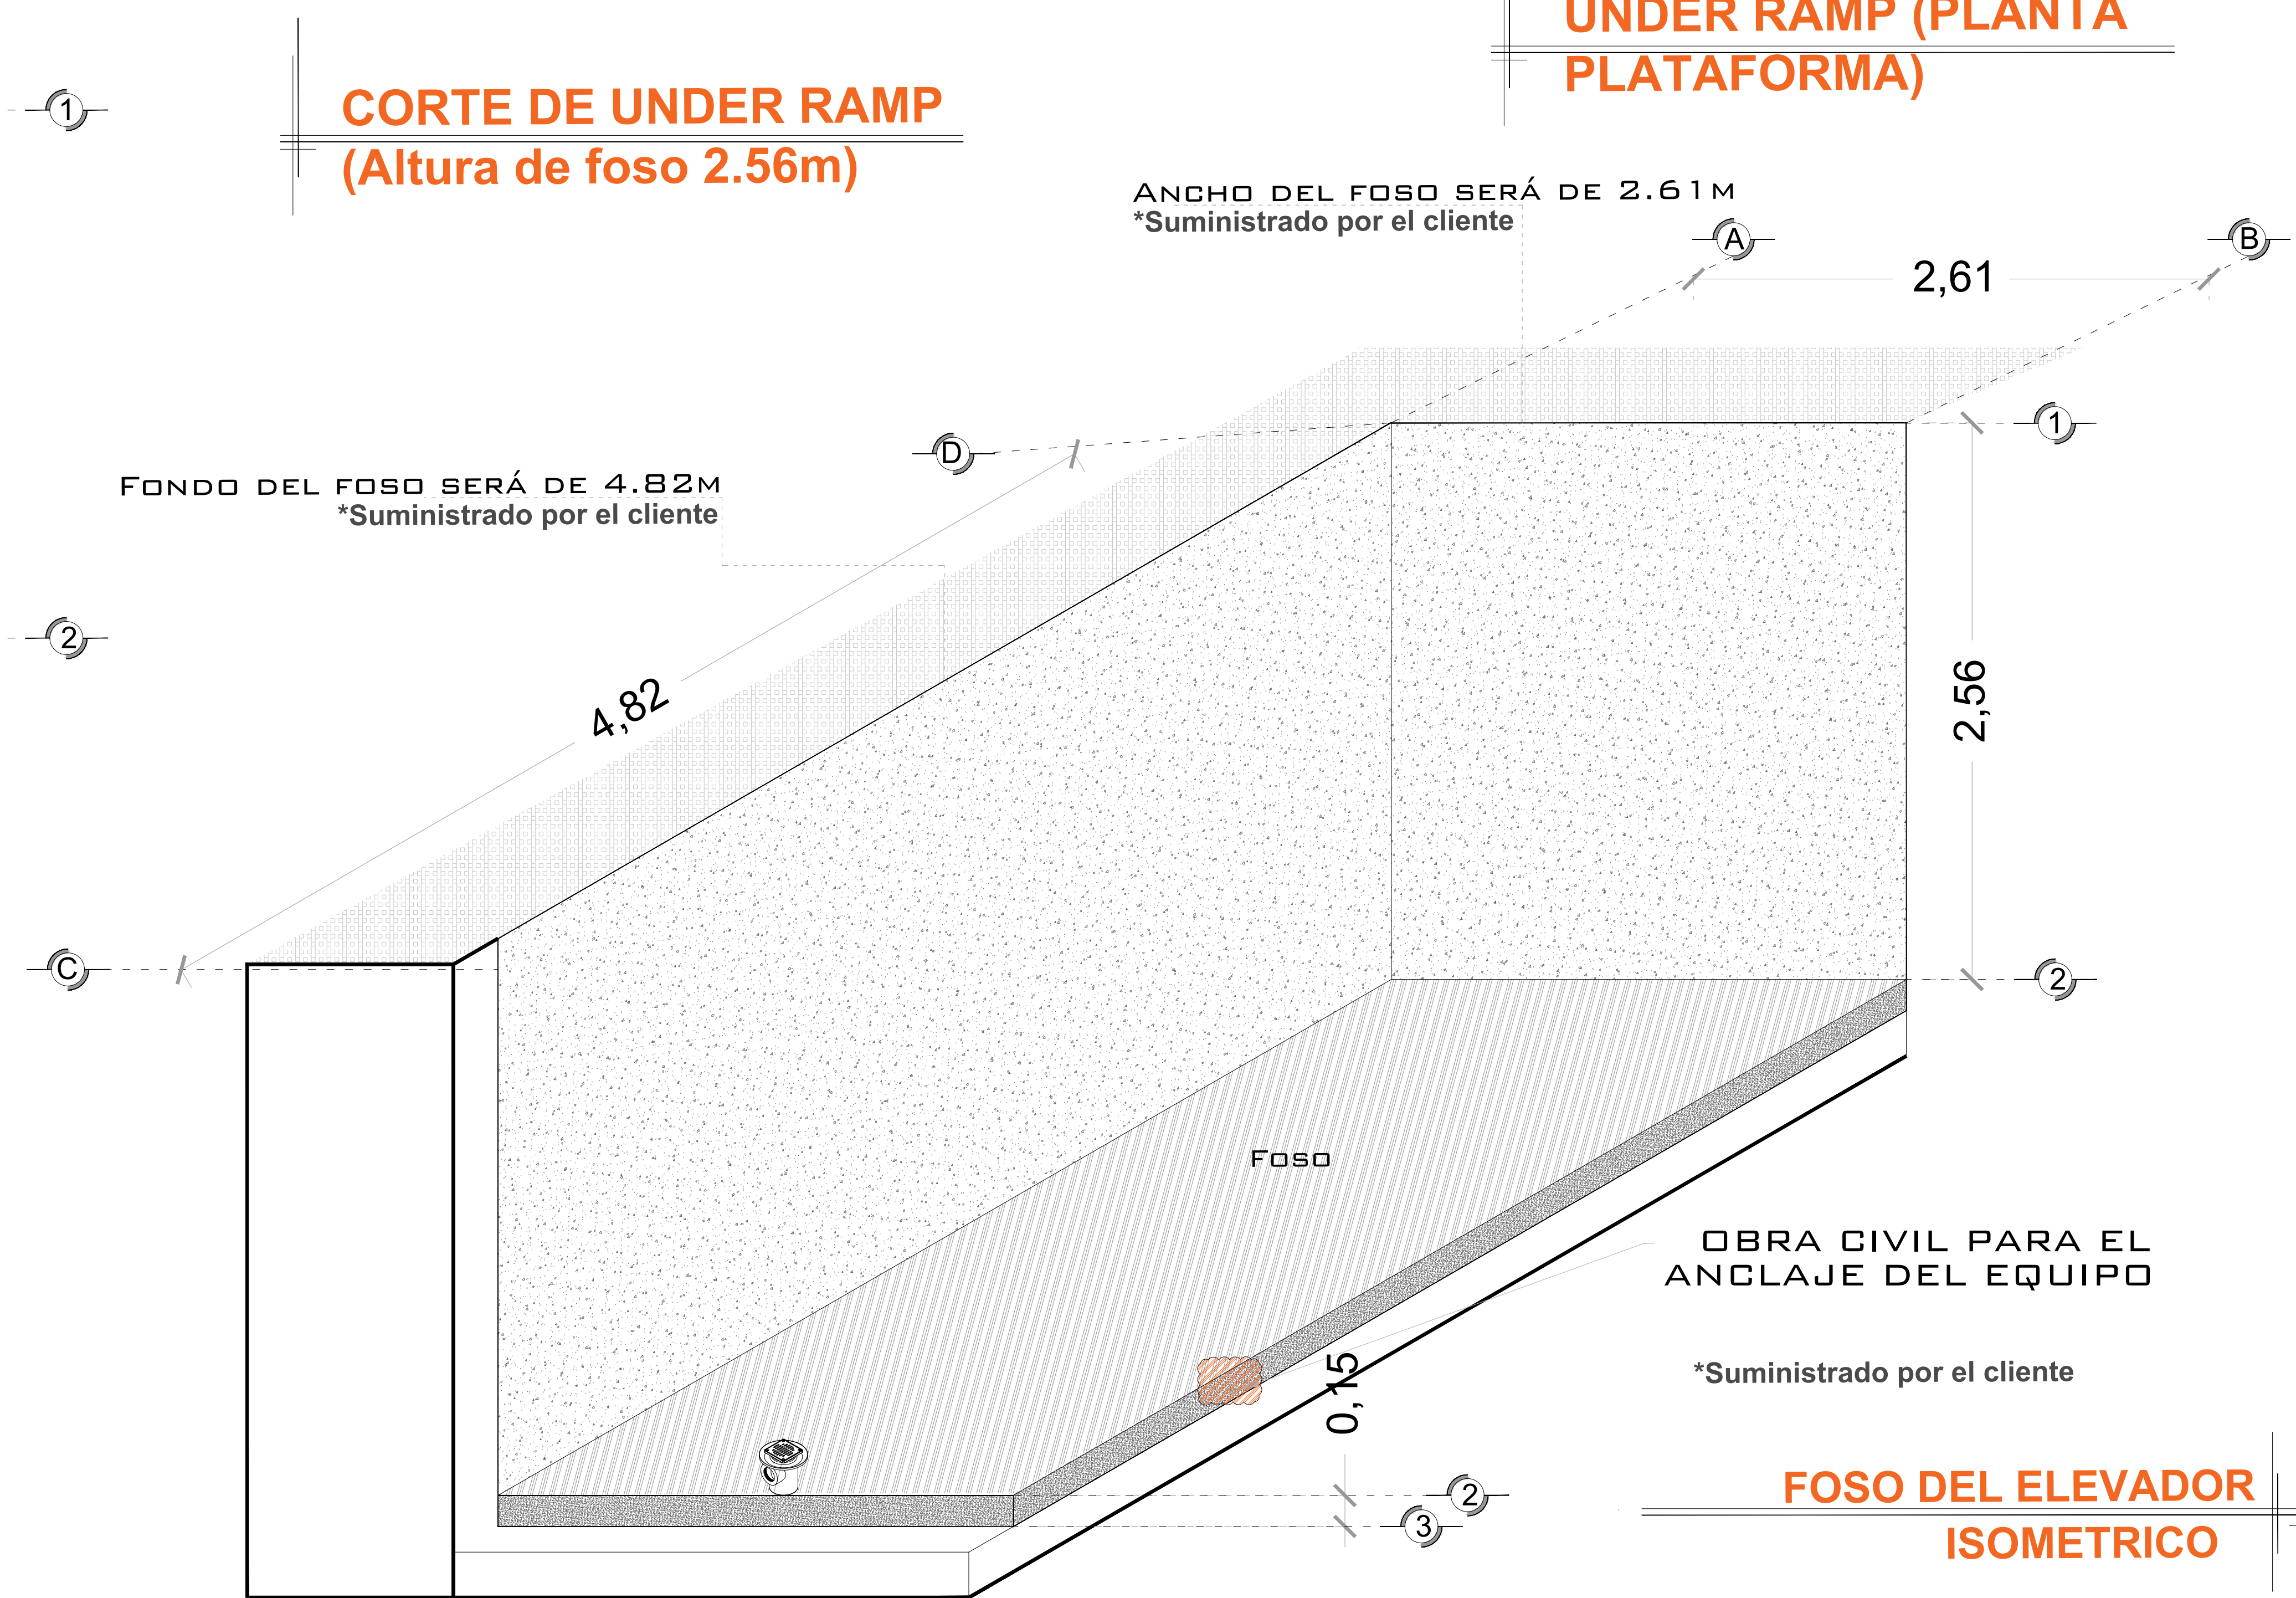 UNDER RAMP (PLANTA
PLATAFORMA)
1
CORTE DE UNDER RAMP
(Altura de foso 2.56m)
ANCHO DEL FOSO SERÁ DE 2.61M
*Suministrado por el cliente
A
B
2,61
1
D
FONDO DEL FOSO SERÁ DE 4.82M
*Suministrado por el cliente
2
4,82
2,56
C
2
FOSO
OBRA CIVIL PARA EL
ANCLAJE DEL EQUIPO
*Suministrado por el cliente
0,15
2
3
FOSO DEL ELEVADOR
ISOMETRICO